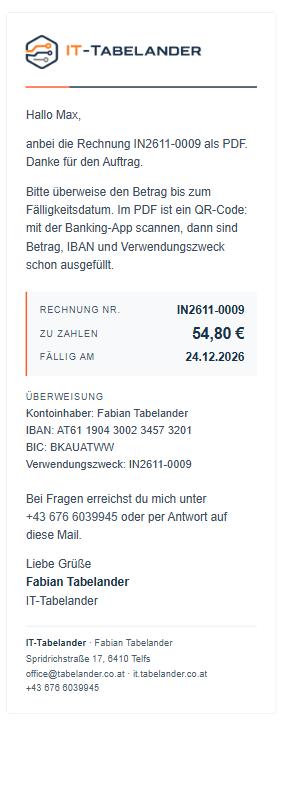 IT-TABELANDER
Hallo Max,
anbei die Rechnung IN2611-0009 als PDF.
Danke für den Auftrag.
Bitte überweise den Betrag bis zum
Fälligkeitsdatum. Im PDF ist ein QR-Code:
mit der Banking-App scannen, dann sind
Betrag, IBAN und Verwendungszweck
schon ausgefüllt.
RECHNUNG NR. IN2611-0009
ZU ZAHLEN 54,80 €
FÄLLIG AM 24.12.2026
ÜBERWEISUNG
Kontoinhaber: Fabian Tabelander
IBAN: AT61 1904 3002 3457 3201
BIC: BKAUATWW
Verwendungszweck: IN2611-0009
Bei Fragen erreichst du mich unter
+43 676 6039945 oder per Antwort auf
diese Mail.
Liebe Grüße
Fabian Tabelander
IT-Tabelander
IT-Tabelander · Fabian Tabelander
Spridrichstraße 17, 6410 Telfs
office@tabelander.co.at · it.tabelander.co.at
+43 676 6039945